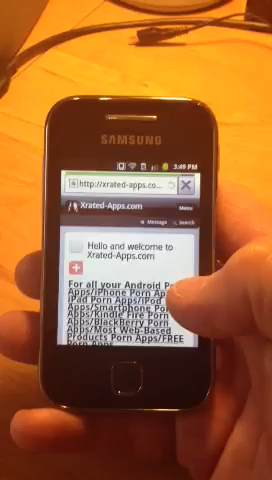 SAMSUNG
3:49 PM
http://xrated-apps.co...
Xrated-Apps.com
Menu
Message
Search
Hello and welcome to
Xrated-Apps.com
For all your Android
Apps/iPhone Porn
iPad Porn Apps/iPod
Apps/Smartphone
Apps/Kindle Fire Porn
Apps/BlackBerry Porn
Apps/Most Web-Based
Products Porn Apps/FREE
Porn Apps